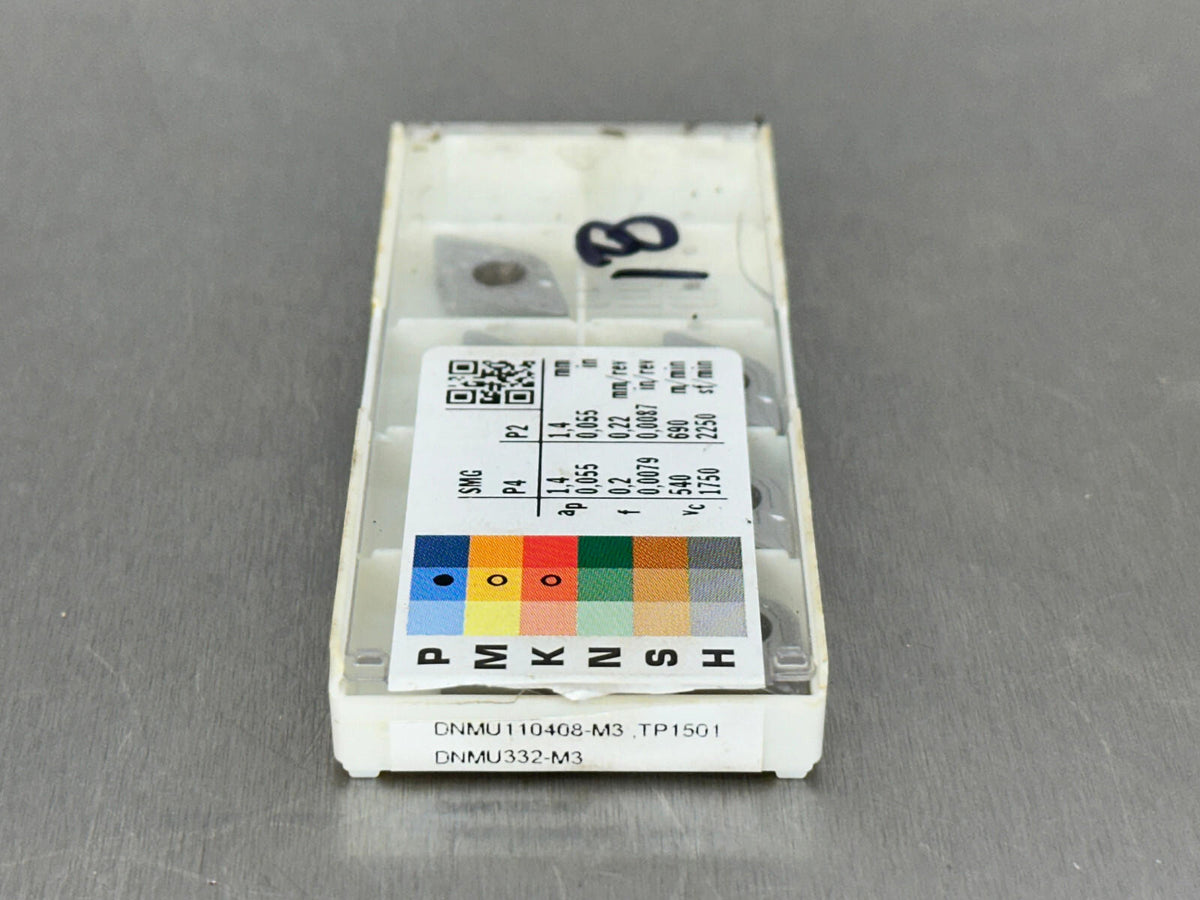 SMG
P4 P2
ap 1,4 1,4 mm
0,055 0,055 in
f 0,2 0,22 mm/rev
0,0079 0,0087 in/rev
vc 540 690 m/min
1750 2250 sf/min
P
M
K
N
S
H
DNMU110408-M3 ,TP1501
DNMU332-M3